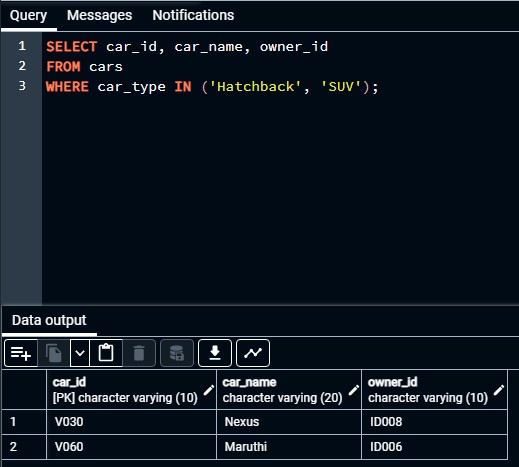 Query Messages Notifications
1 SELECT car_id, car_name, owner_id
2 FROM cars
3 WHERE car_type IN ('Hatchback', 'SUV');
Data output
car_id car_name owner_id
[PK] character varying (10) character varying (20) character varying (10)
1 V030 Nexus ID008
2 V060 Maruthi ID006